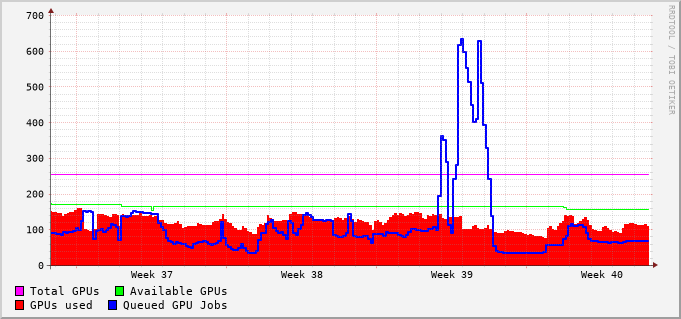 700
600
500
400
300
200
100
0
Week 37 Week 38 Week 39 Week 40
Total GPUs Available GPUs
GPUs used Queued GPU Jobs
RRDTOOL / TOBI OETIKER